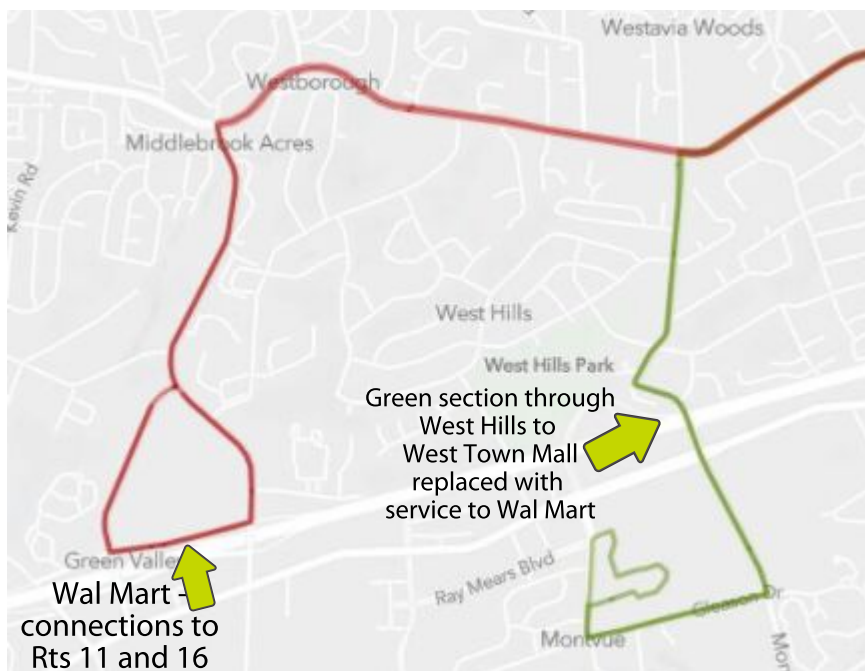 Westavia Woods
Westborough
Middlebrook Acres
Kevin Rd
West Hills
West Hills Park
Green section through
West Hills to
West Town Mall
replaced with
service to Wal Mart
Green Valley
Wal Mart -
connections to
Rts 11 and 16
Ray Mears Blvd
Gleason Dr
Montvue